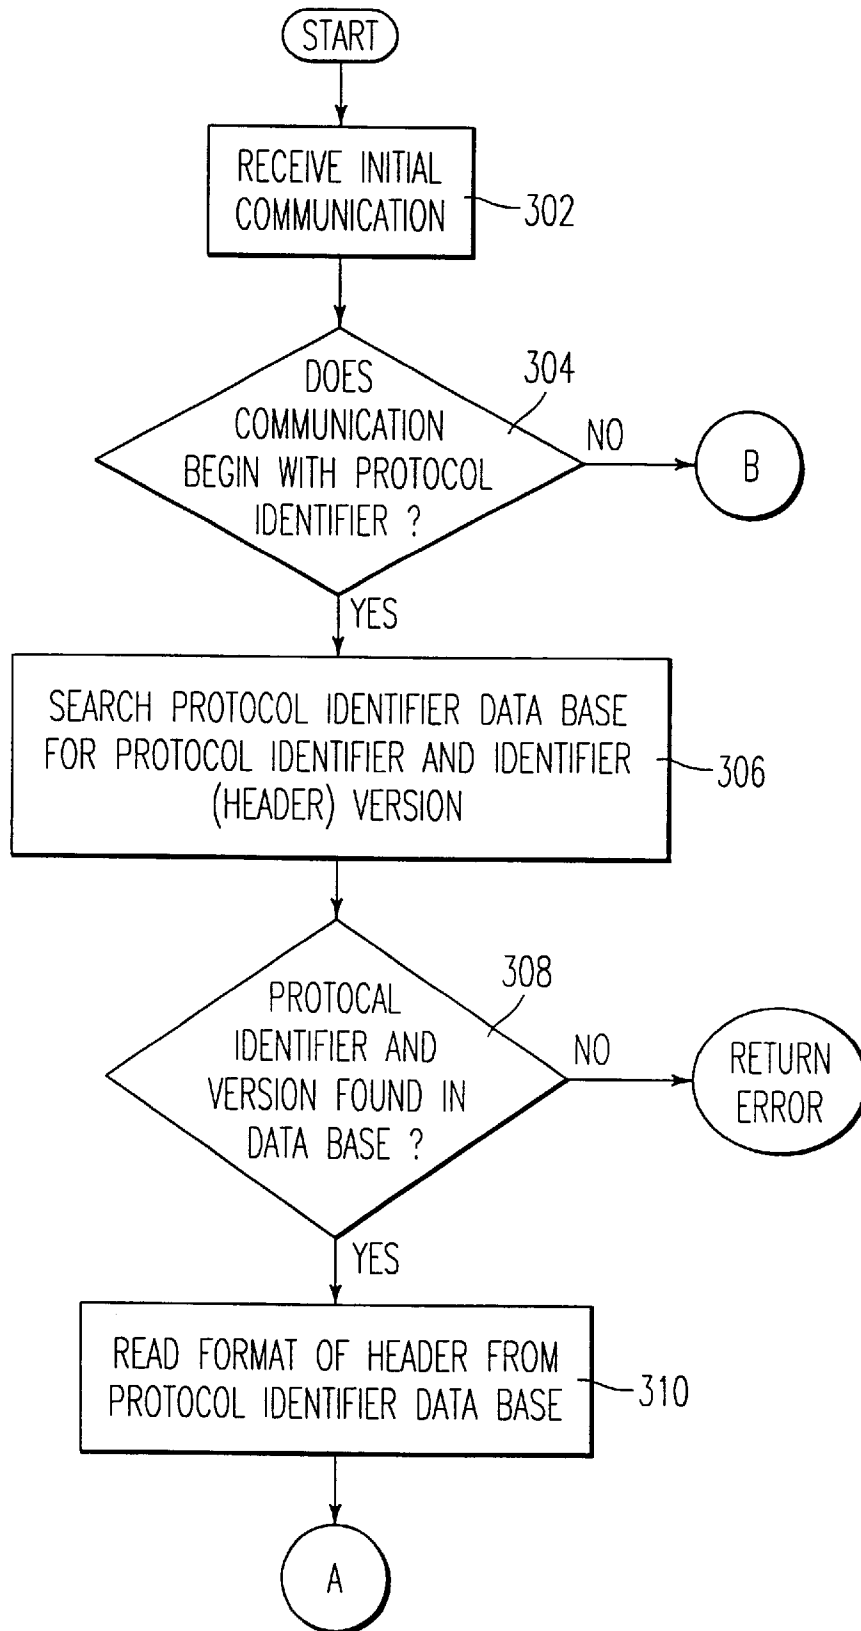 START
RECEIVE INITIAL
COMMUNICATION
302
DOES
COMMUNICATION
BEGIN WITH PROTOCOL
IDENTIFIER ?
304
NO
B
YES
SEARCH PROTOCOL IDENTIFIER DATA BASE
FOR PROTOCOL IDENTIFIER AND IDENTIFIER
(HEADER) VERSION
306
PROTOCAL
IDENTIFIER AND
VERSION FOUND IN
DATA BASE ?
308
NO
RETURN
ERROR
YES
READ FORMAT OF HEADER FROM
PROTOCOL IDENTIFIER DATA BASE
310
A